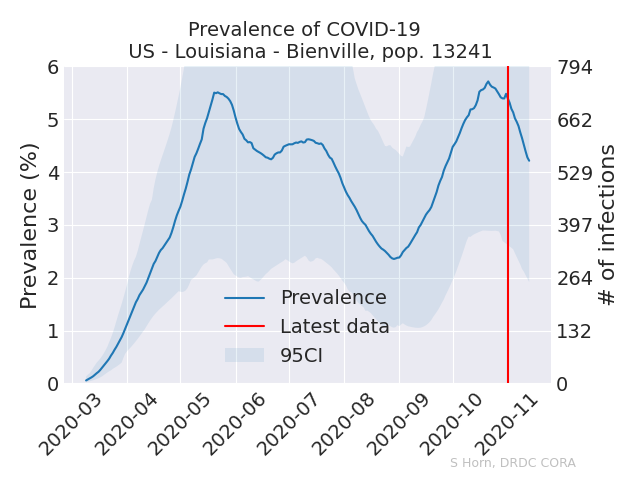 Prevalence of COVID-19
US - Louisiana - Bienville, pop. 13241
Prevalence (%)
6
5
4
3
2
1
0
794
662
529
397
264
132
0
# of infections
Prevalence
Latest data
95CI
2020-03
2020-04
2020-05
2020-06
2020-07
2020-08
2020-09
2020-10
2020-11
S Horn, DRDC CORA